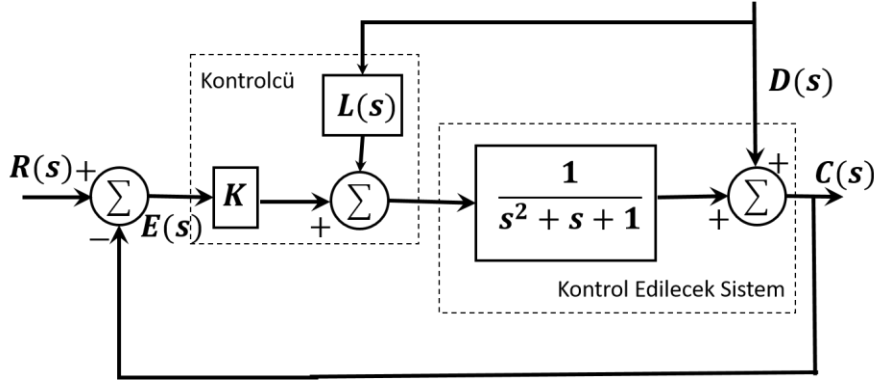 Kontrolcü
L(s)
D(s)
R(s)
+
Σ
−
E(s)
K
+
Σ
1
s² + s + 1
+
+
Σ
C(s)
Kontrol Edilecek Sistem